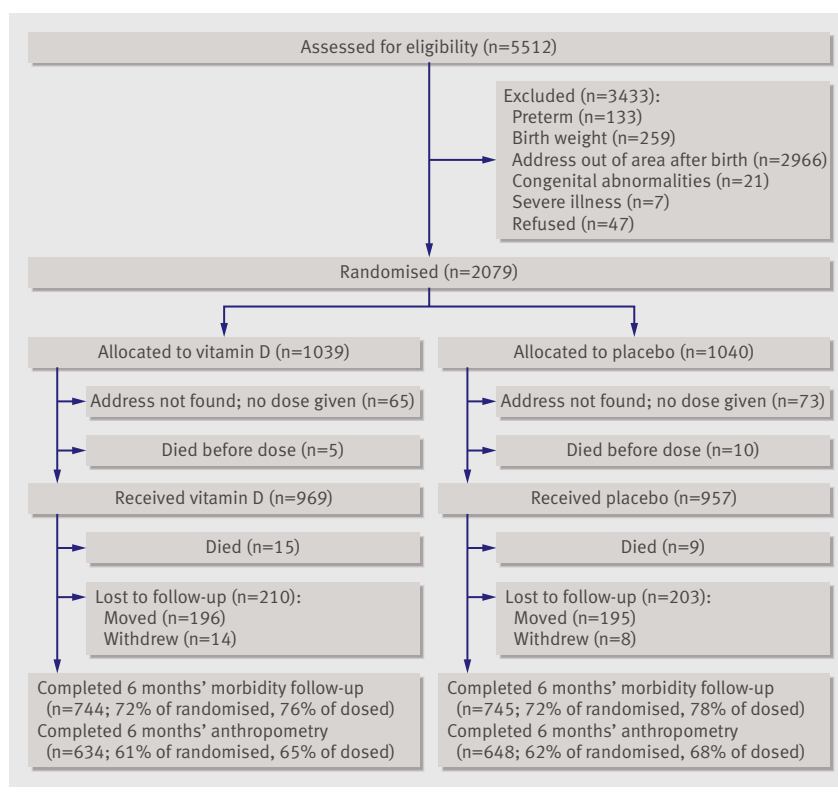 Assessed for eligibility (n=5512)
Excluded (n=3433):
Preterm (n=133)
Birth weight (n=259)
Address out of area after birth (n=2966)
Congenital abnormalities (n=21)
Severe illness (n=7)
Refused (n=47)
Randomised (n=2079)
Allocated to vitamin D (n=1039)
Address not found; no dose given (n=65)
Died before dose (n=5)
Received vitamin D (n=969)
Died (n=15)
Lost to follow-up (n=210):
Moved (n=196)
Withdrew (n=14)
Completed 6 months’ morbidity follow-up
(n=744; 72% of randomised, 76% of dosed)
Completed 6 months’ anthropometry
(n=634; 61% of randomised, 65% of dosed)
Allocated to placebo (n=1040)
Address not found; no dose given (n=73)
Died before dose (n=10)
Received placebo (n=957)
Died (n=9)
Lost to follow-up (n=203):
Moved (n=195)
Withdrew (n=8)
Completed 6 months’ morbidity follow-up
(n=745; 72% of randomised, 78% of dosed)
Completed 6 months’ anthropometry
(n=648; 62% of randomised, 68% of dosed)